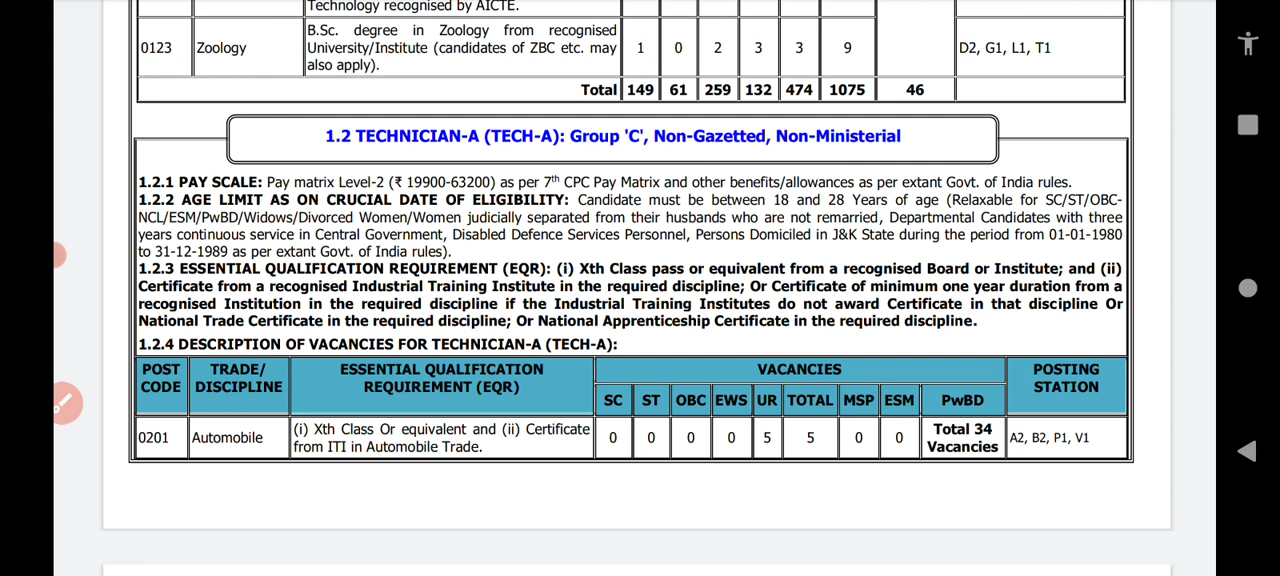 Technology recognised by AICTE.
0123 Zoology B.Sc. degree in Zoology from recognised University/Institute (candidates of ZBC etc. may also apply). 1 0 2 3 3 9 D2, G1, L1, T1
Total 149 61 259 132 474 1075 46
1.2 TECHNICIAN-A (TECH-A): Group 'C', Non-Gazetted, Non-Ministerial
1.2.1 PAY SCALE: Pay matrix Level-2 (₹ 19900-63200) as per 7th CPC Pay Matrix and other benefits/allowances as per extant Govt. of India rules.
1.2.2 AGE LIMIT AS ON CRUCIAL DATE OF ELIGIBILITY: Candidate must be between 18 and 28 Years of age (Relaxable for SC/ST/OBC-
NCL/ESM/PwBD/Widows/Divorced Women/Women judicially separated from their husbands who are not remarried, Departmental Candidates with three
years continuous service in Central Government, Disabled Defence Services Personnel, Persons Domiciled in J&K State during the period from 01-01-1980
to 31-12-1989 as per extant Govt. of India rules).
1.2.3 ESSENTIAL QUALIFICATION REQUIREMENT (EQR): (i) Xth Class pass or equivalent from a recognised Board or Institute; and (ii)
Certificate from a recognised Industrial Training Institute in the required discipline; Or Certificate of minimum one year duration from a
recognised Institution in the required discipline if the Industrial Training Institutes do not award Certificate in that discipline Or
National Trade Certificate in the required discipline; Or National Apprenticeship Certificate in the required discipline.
1.2.4 DESCRIPTION OF VACANCIES FOR TECHNICIAN-A (TECH-A):
POST CODE TRADE/ DISCIPLINE ESSENTIAL QUALIFICATION REQUIREMENT (EQR) VACANCIES POSTING STATION
SC ST OBC EWS UR TOTAL MSP ESM PwBD
0201 Automobile (i) Xth Class Or equivalent and (ii) Certificate from ITI in Automobile Trade. 0 0 0 0 5 5 0 0 Total 34 Vacancies A2, B2, P1, V1